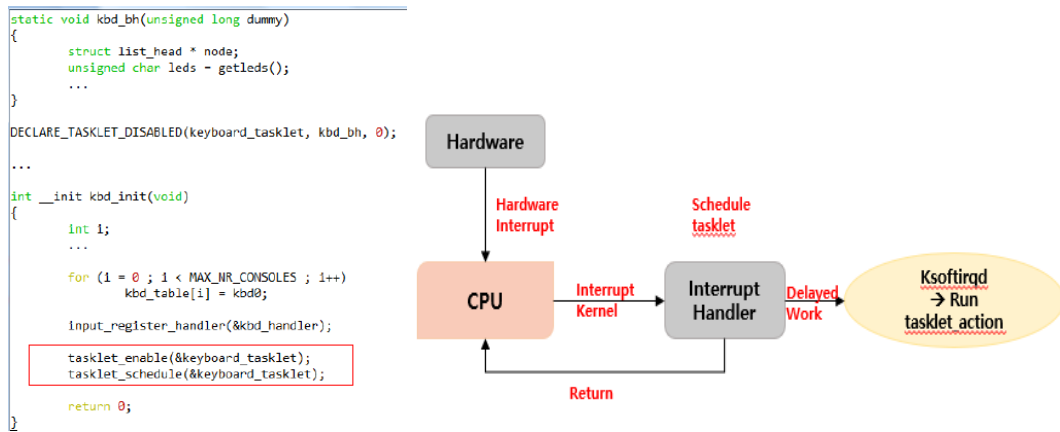 static void kbd_bh(unsigned long dummy)
{
struct list_head * node;
unsigned char leds = getleds();
...
}
DECLARE_TASKLET_DISABLED(keyboard_tasklet, kbd_bh, 0);
...
int __init kbd_init(void)
{
int i;
...
for (i = 0 ; i < MAX_NR_CONSOLES ; i++)
kbd_table[i] = kbd0;
input_register_handler(&kbd_handler);
tasklet_enable(&keyboard_tasklet);
tasklet_schedule(&keyboard_tasklet);
return 0;
}
Hardware
Hardware
Interrupt
Schedule
tasklet
CPU
Interrupt
Kernel
Interrupt
Handler
Delayed
Work
Ksoftirqd
→ Run
tasklet_action
Return